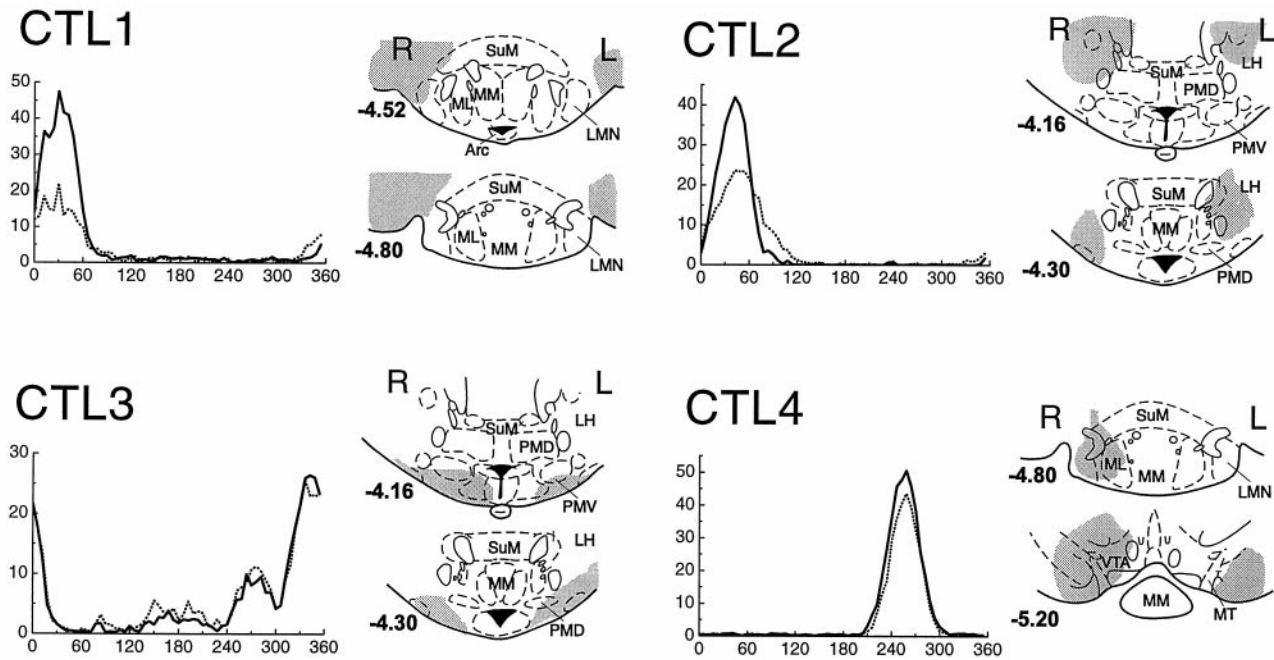 CTL1
50
40
30
20
10
0
0 60 120 180 240 300 360
R L
SuM
ML MM
-4.52
Arc
LMN
SuM
ML
MM
-4.80
LMN
CTL2
40
30
20
10
0
0 60 120 180 240 300 360
R L
LH
SuM
PMD
-4.16
PMV
LH
SuM
MM
-4.30
PMD
CTL3
30
20
10
0
0 60 120 180 240 300 360
R L
LH
SuM
PMD
-4.16
PMV
LH
SuM
MM
-4.30
PMD
CTL4
50
40
30
20
10
0
0 60 120 180 240 300 360
R L
SuM
-4.80
ML
MM
LMN
VTA
MM
-5.20
MT